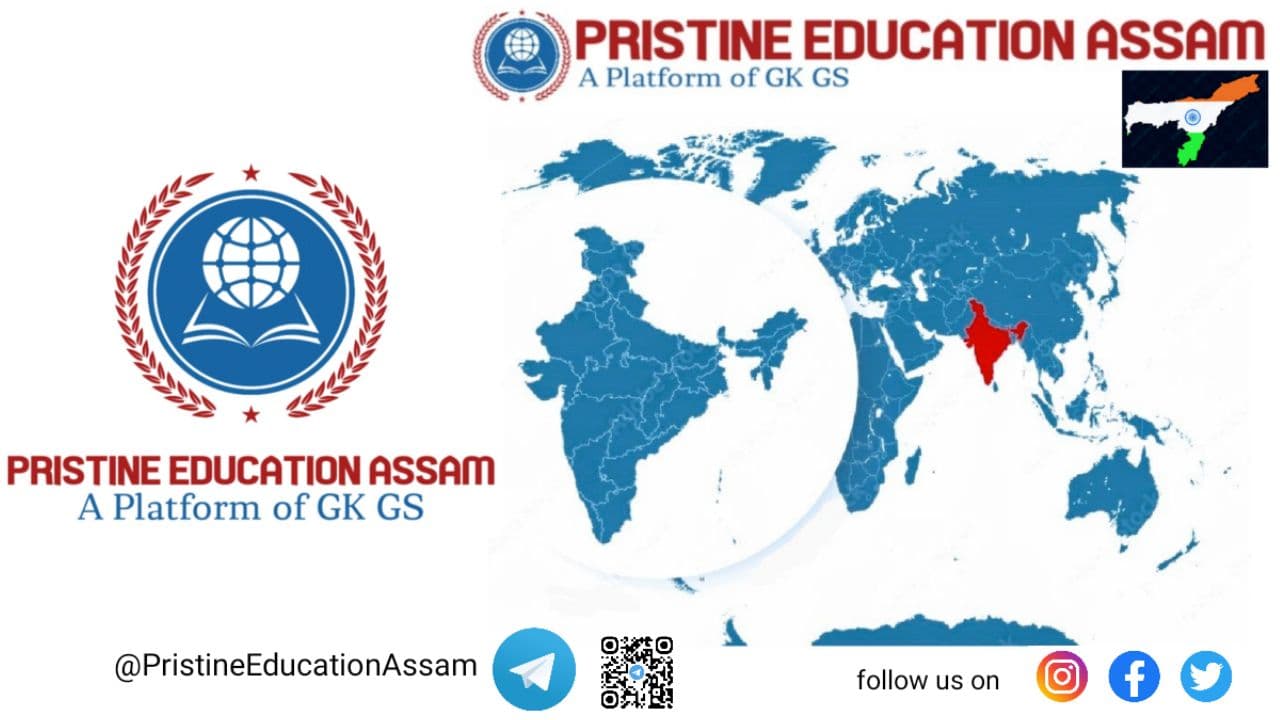 PRISTINE EDUCATION ASSAM
A Platform of GK GS
PRISTINE EDUCATION ASSAM
A Platform of GK GS
@PristineEducationAssam
follow us on